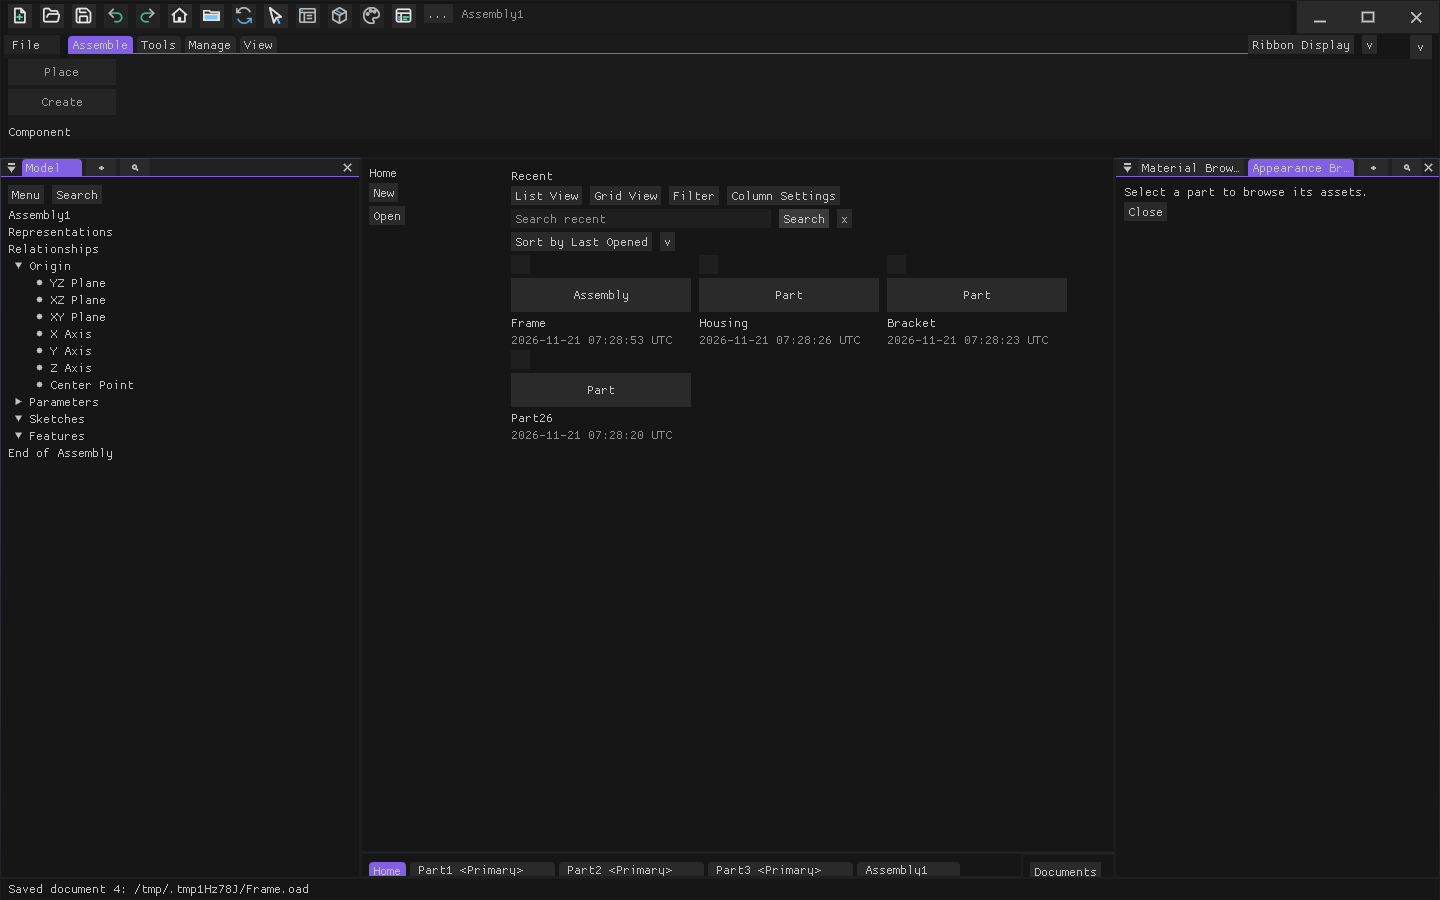 ... Assembly1
File Assemble Tools Manage View Ribbon Display v v
Place
Create
Component
Model
Menu Search
Assembly1
Representations
Relationships
Origin
YZ Plane
XZ Plane
XY Plane
X Axis
Y Axis
Z Axis
Center Point
Parameters
Sketches
Features
End of Assembly
Home
New
Open
Recent
List View Grid View Filter Column Settings
Search recent Search x
Sort by Last Opened v
Assembly Part Part
Frame Housing Bracket
2026-11-21 07:28:53 UTC 2026-11-21 07:28:26 UTC 2026-11-21 07:28:23 UTC
Part
Part26
2026-11-21 07:28:20 UTC
Material Brow… Appearance Br…
Select a part to browse its assets.
Close
Home Part1 <Primary> Part2 <Primary> Part3 <Primary> Assembly1 Documents
Saved document 4: /tmp/.tmp1Hz78J/Frame.oad